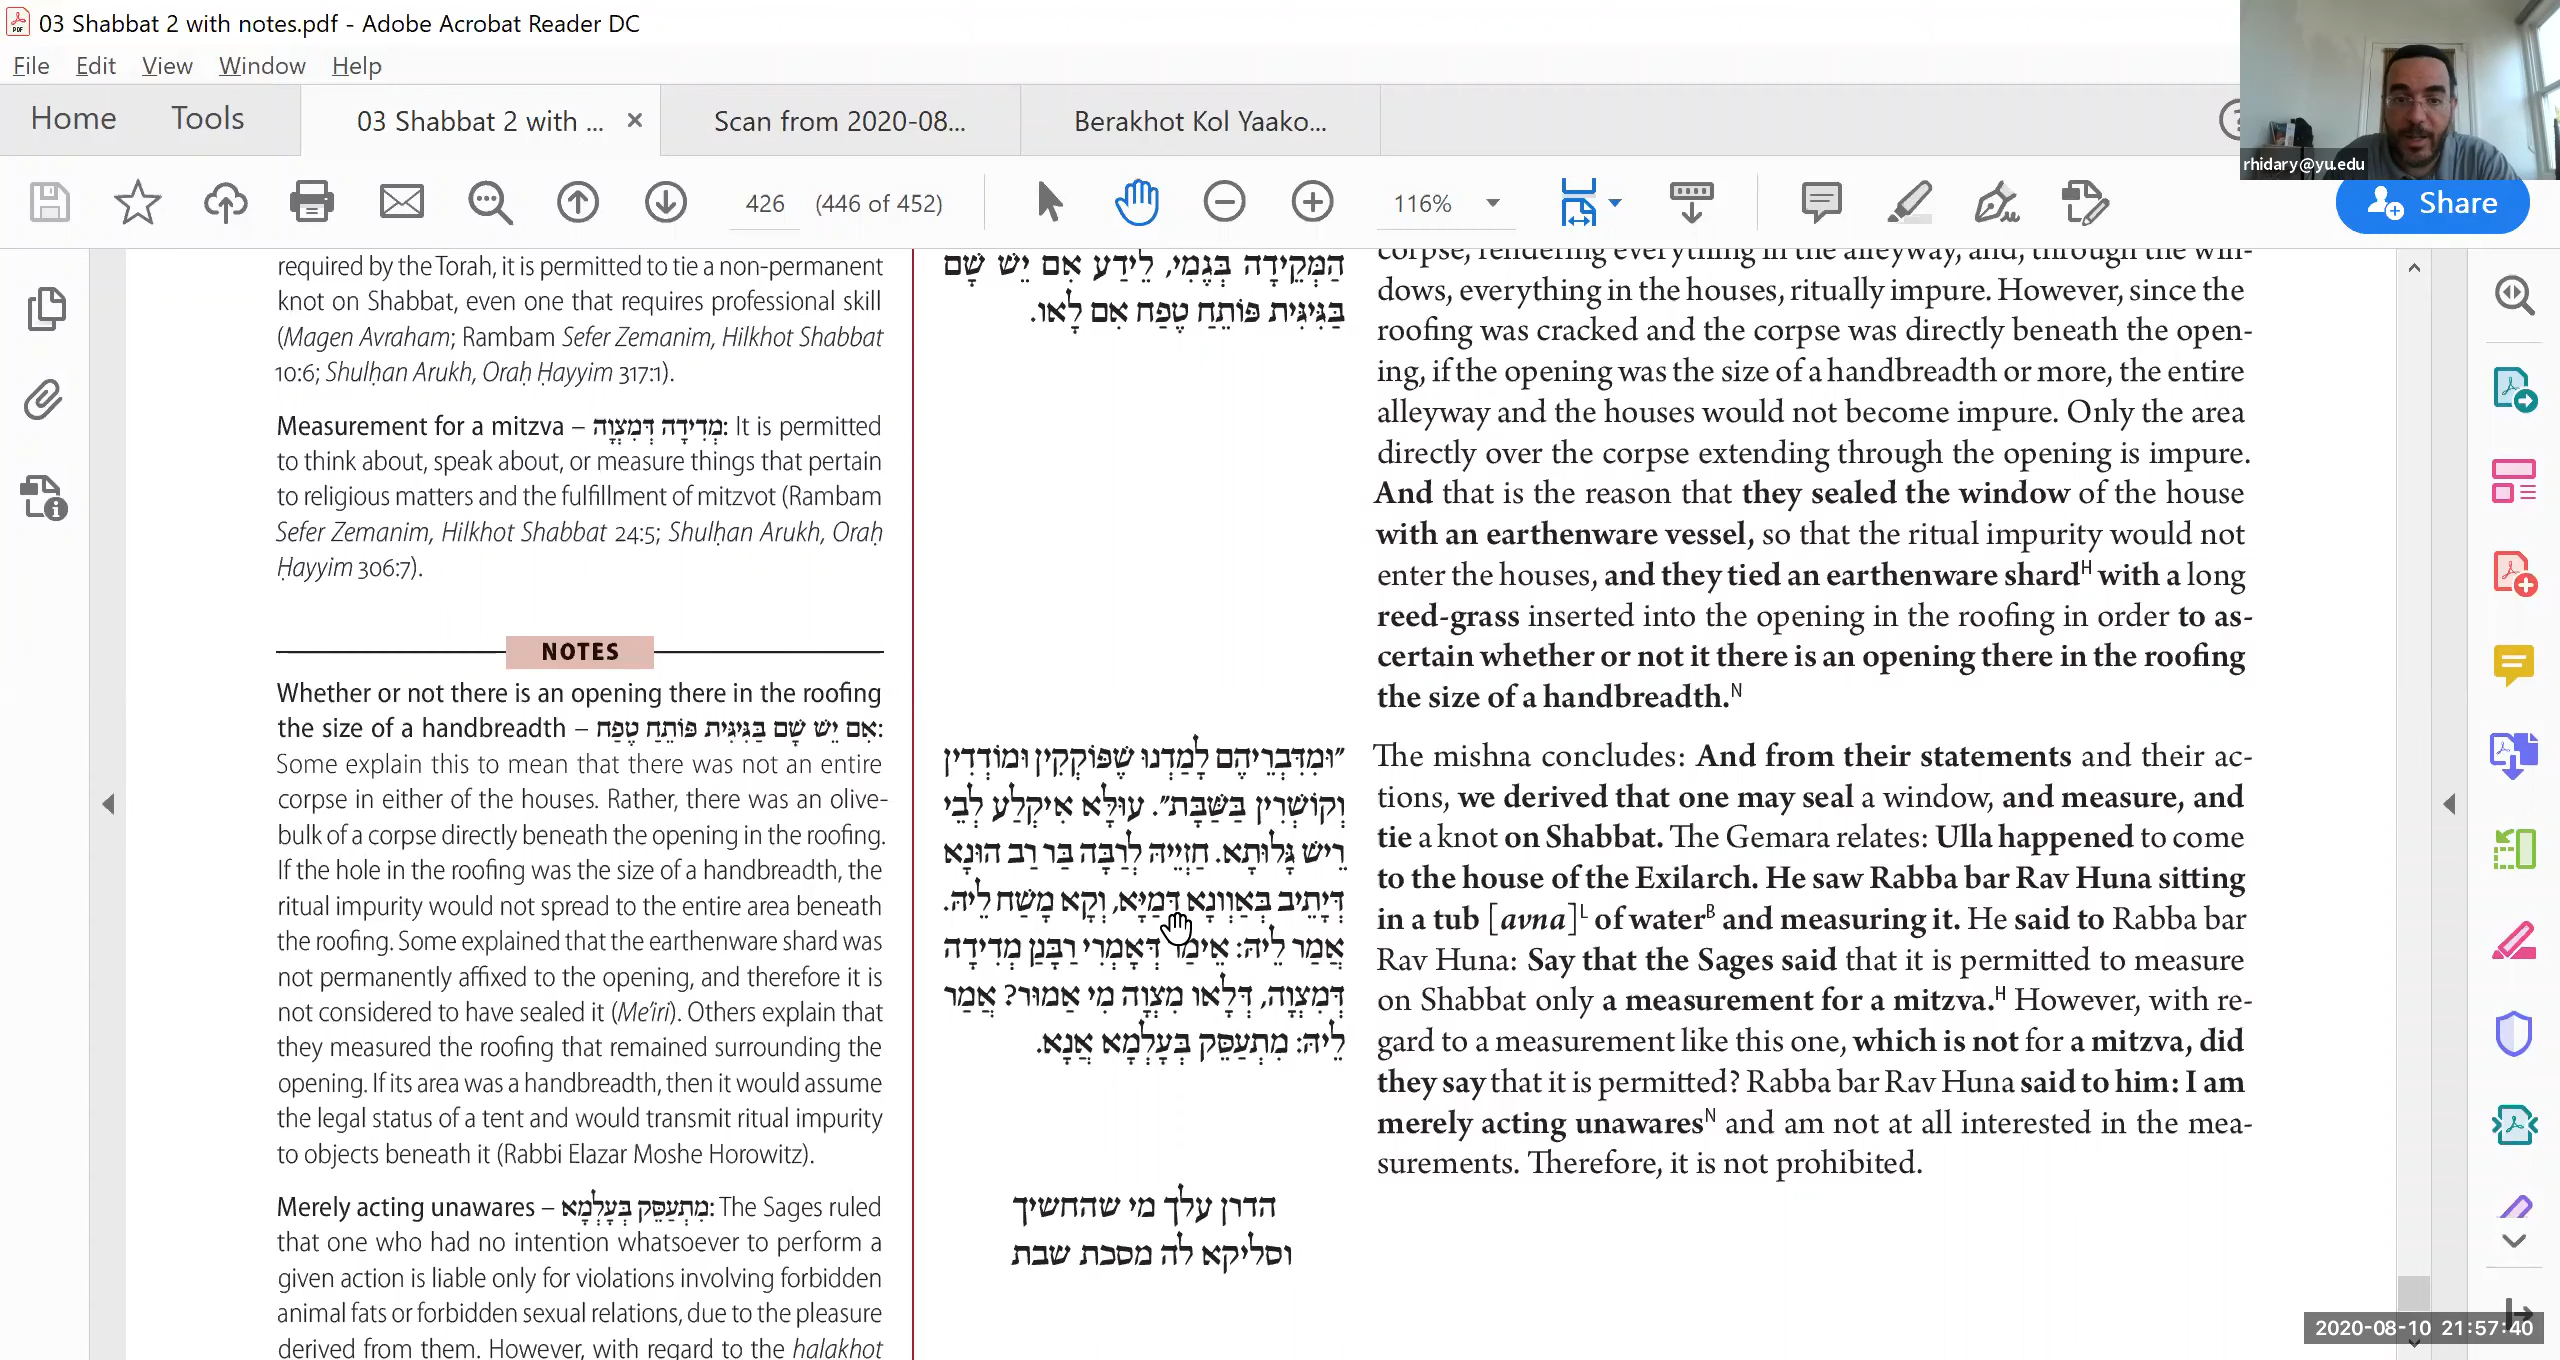 03 Shabbat 2 with notes.pdf - Adobe Acrobat Reader DC
File Edit View Window Help
Home Tools 03 Shabbat 2 with ... Scan from 2020-08... Berakhot Kol Yaako...
rhidary@yu.edu
426 (446 of 452) 116% Share
required by the Torah, it is permitted to tie a non-permanent
knot on Shabbat, even one that requires professional skill
(Magen Avraham; Rambam Sefer Zemanim, Hilkhot Shabbat
10:6; Shulḥan Arukh, Oraḥ Ḥayyim 317:1).
Measurement for a mitzva – מְדִידָה דְּמִצְוָה: It is permitted
to think about, speak about, or measure things that pertain
to religious matters and the fulfillment of mitzvot (Rambam
Sefer Zemanim, Hilkhot Shabbat 24:5; Shulḥan Arukh, Oraḥ
Ḥayyim 306:7).
NOTES
Whether or not there is an opening there in the roofing
the size of a handbreadth – אִם יֵשׁ שָׁם בַּגִּיגִּית פּוֹתֵחַ טֶפַח:
Some explain this to mean that there was not an entire
corpse in either of the houses. Rather, there was an olive-
bulk of a corpse directly beneath the opening in the roofing.
If the hole in the roofing was the size of a handbreadth, the
ritual impurity would not spread to the entire area beneath
the roofing. Some explained that the earthenware shard was
not permanently affixed to the opening, and therefore it is
not considered to have sealed it (Me'iri). Others explain that
they measured the roofing that remained surrounding the
opening. If its area was a handbreadth, then it would assume
the legal status of a tent and would transmit ritual impurity
to objects beneath it (Rabbi Elazar Moshe Horowitz).
Merely acting unawares – מִתְעַסֵּק בְּעָלְמָא: The Sages ruled
that one who had no intention whatsoever to perform a
given action is liable only for violations involving forbidden
animal fats or forbidden sexual relations, due to the pleasure
derived from them. However, with regard to the halakhot
הַמְּקֵידָה בְּגֶמִי, לֵידַע אִם יֵשׁ שָׁם
בַּגִּיגִּית פּוֹתֵחַ טֶפַח אִם לָאו.
״וּמִדִּבְרֵיהֶם לָמַדְנוּ שֶׁפּוֹקְקִין וּמוֹדְדִין
וְקוֹשְׁרִין בַּשַּׁבָּת״. עוּלָּא אִיקְלַע לְבֵי
רֵישׁ גָּלוּתָא. חַזְיֵיהּ לְרַבָּה בַּר רַב הוּנָא
דְּיָתֵיב בְּאַוּוֹנָא דְּמַיָּא, וְקָא מָשַׁח לֵיהּ.
אֲמַר לֵיהּ: אֵימַר דְּאָמְרִי רַבָּנַן מְדִידָה
דְּמִצְוָה, דְּלָאו מִצְוָה מִי אֲמוּר? אֲמַר
לֵיהּ: מִתְעַסֵּק בְּעָלְמָא אֲנָא.
הדרן עלך מי שהחשיך
וסליקא לה מסכת שבת
corpse, rendering everything in the alleyway, and, through the win-
dows, everything in the houses, ritually impure. However, since the
roofing was cracked and the corpse was directly beneath the open-
ing, if the opening was the size of a handbreadth or more, the entire
alleyway and the houses would not become impure. Only the area
directly over the corpse extending through the opening is impure.
And that is the reason that they sealed the window of the house
with an earthenware vessel, so that the ritual impurity would not
enter the houses, and they tied an earthenware shardH with a long
reed-grass inserted into the opening in the roofing in order to as-
certain whether or not it there is an opening there in the roofing
the size of a handbreadth.N
The mishna concludes: And from their statements and their ac-
tions, we derived that one may seal a window, and measure, and
tie a knot on Shabbat. The Gemara relates: Ulla happened to come
to the house of the Exilarch. He saw Rabba bar Rav Huna sitting
in a tub [avna]L of waterB and measuring it. He said to Rabba bar
Rav Huna: Say that the Sages said that it is permitted to measure
on Shabbat only a measurement for a mitzva.H However, with re-
gard to a measurement like this one, which is not for a mitzva, did
they say that it is permitted? Rabba bar Rav Huna said to him: I am
merely acting unawaresN and am not at all interested in the mea-
surements. Therefore, it is not prohibited.
2020-08-10 21:57:40